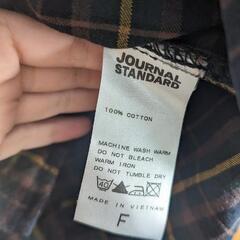 JOURNAL
STANDARD
100% COTTON
MACHINE WASH WARM
DO NOT BLEACH
WARM IRON
DO NOT TUMBLE DRY
40
MADE IN VIETNAM
F